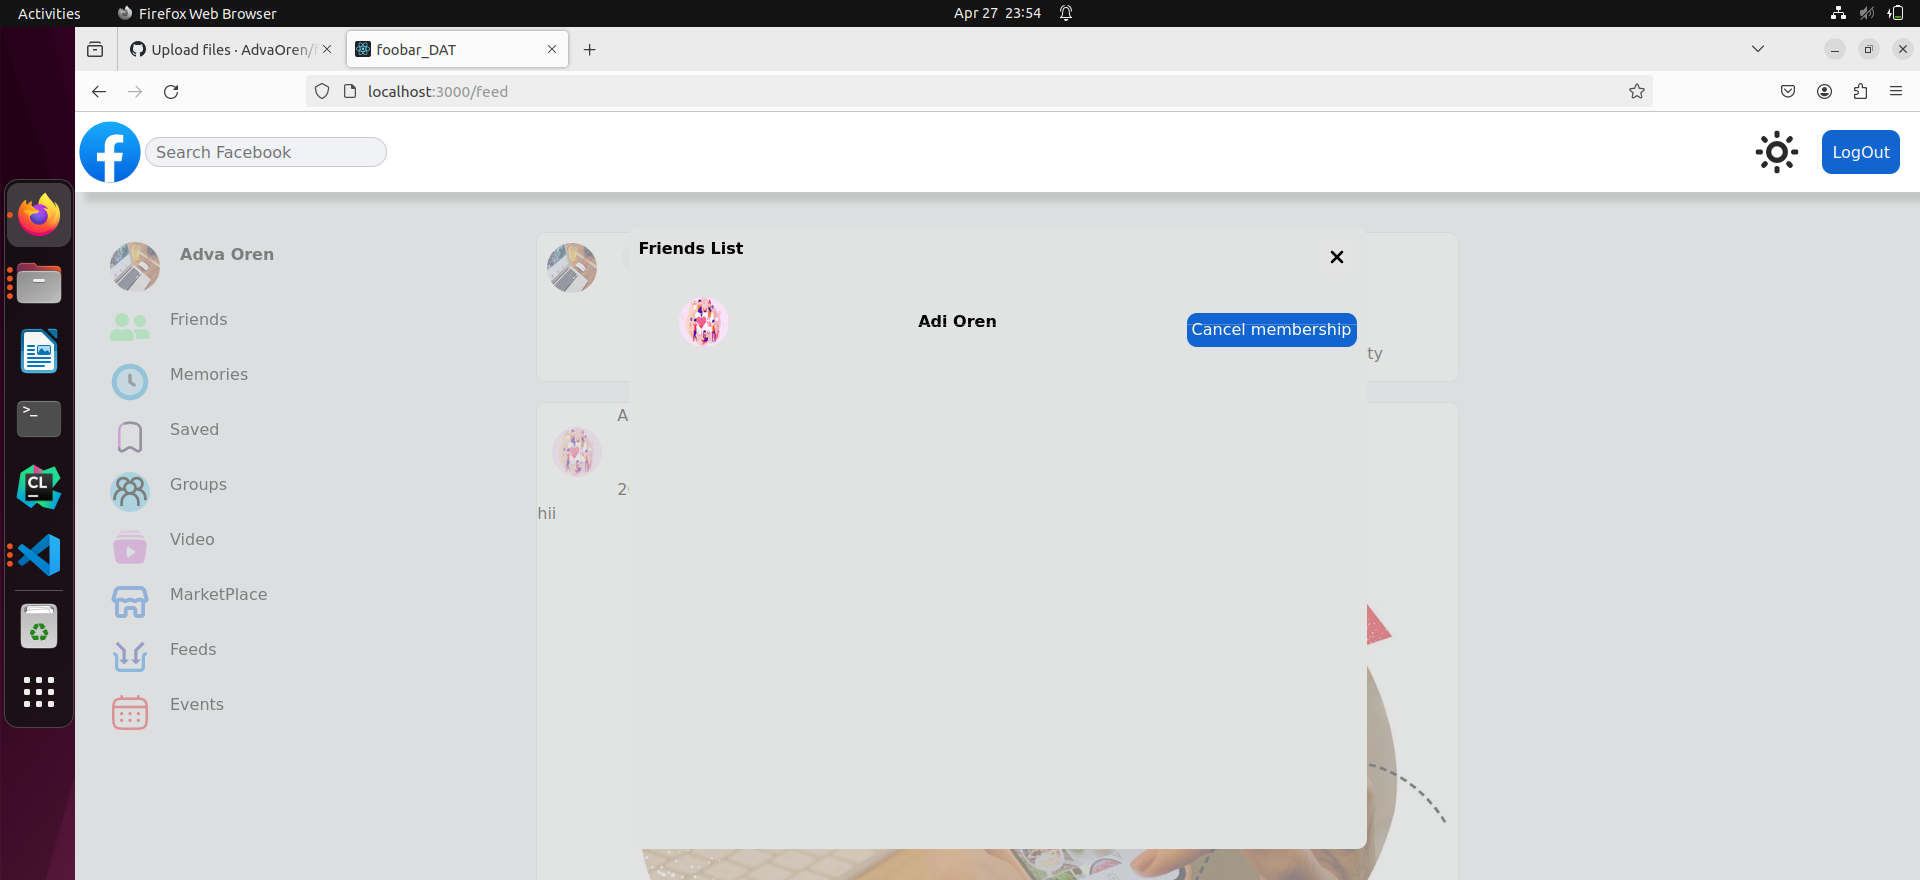 Activities
Firefox Web Browser
Apr 27 23:54
Upload files · AdvaOren/
foobar_DAT
localhost:3000/feed
Search Facebook
LogOut
Adva Oren
Friends
Memories
Saved
Groups
Video
MarketPlace
Feeds
Events
Friends List
Adi Oren
Cancel membership
ty
A
2
hii
CL
>_